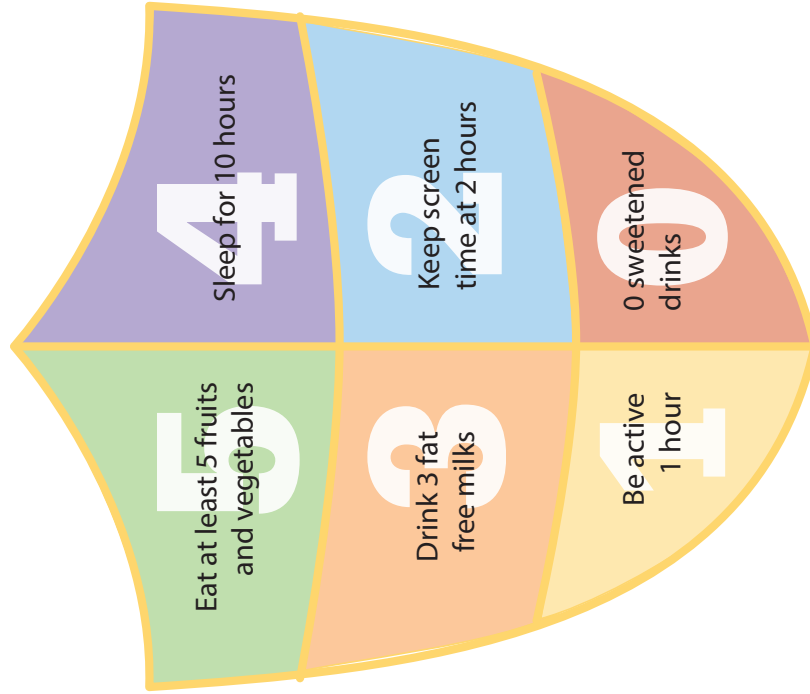 5
Eat at least 5 fruits
and vegetables
4
Sleep for 10 hours
3
Drink 3 fat
free milks
2
Keep screen
time at 2 hours
1
Be active
1 hour
0
0 sweetened
drinks